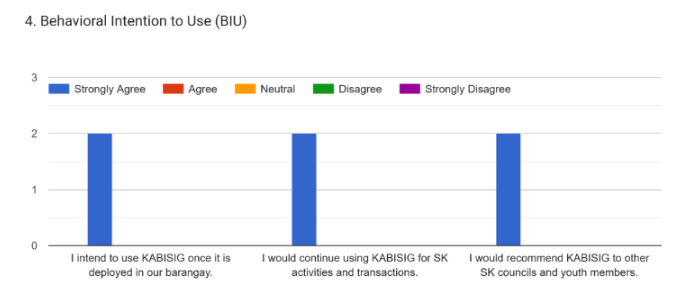 4. Behavioral Intention to Use (BIU)
3
Strongly Agree Agree Neutral Disagree Strongly Disagree
2
1
0
I intend to use KABISIG once it is
deployed in our barangay.
I would continue using KABISIG for SK
activities and transactions.
I would recommend KABISIG to other
SK councils and youth members.